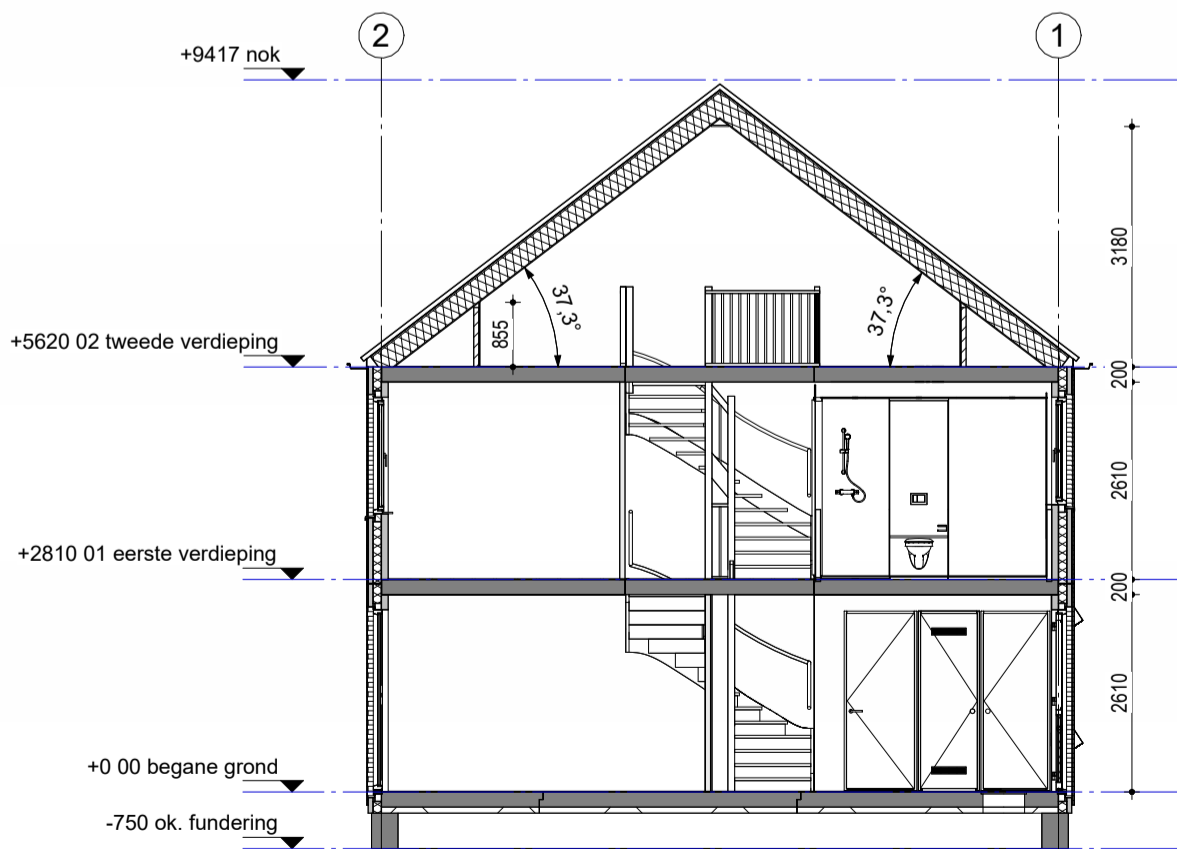 2
1
+9417 nok
3180
37,3°
37,3°
855
+5620 02 tweede verdieping
200
2610
+2810 01 eerste verdieping
200
2610
+0 00 begane grond
-750 ok. fundering